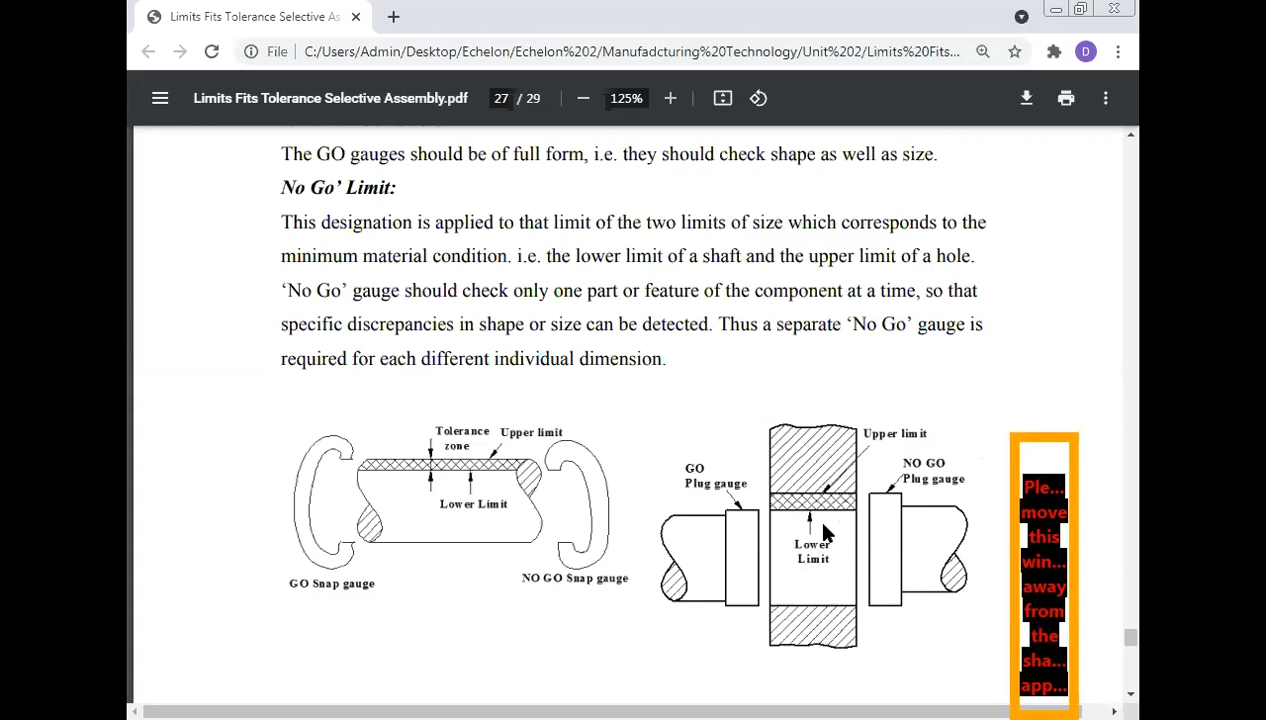 Limits Fits Tolerance Selective As
File
C:/Users/Admin/Desktop/Echelon/Echelon%202/Manufadcturing%20Technology/Unit%202/Limits%20Fits...
D
Limits Fits Tolerance Selective Assembly.pdf
27 / 29
125%
The GO gauges should be of full form, i.e. they should check shape as well as size.
No Go’ Limit:
This designation is applied to that limit of the two limits of size which corresponds to the
minimum material condition. i.e. the lower limit of a shaft and the upper limit of a hole.
‘No Go’ gauge should check only one part or feature of the component at a time, so that
specific discrepancies in shape or size can be detected. Thus a separate ‘No Go’ gauge is
required for each different individual dimension.
Tolerance
zone
Upper limit
Lower Limit
GO Snap gauge
NO GO Snap gauge
GO
Plug gauge
Upper limit
NO GO
Plug gauge
Lower
Limit
Ple...
move
this
win...
away
from
the
sha...
app...